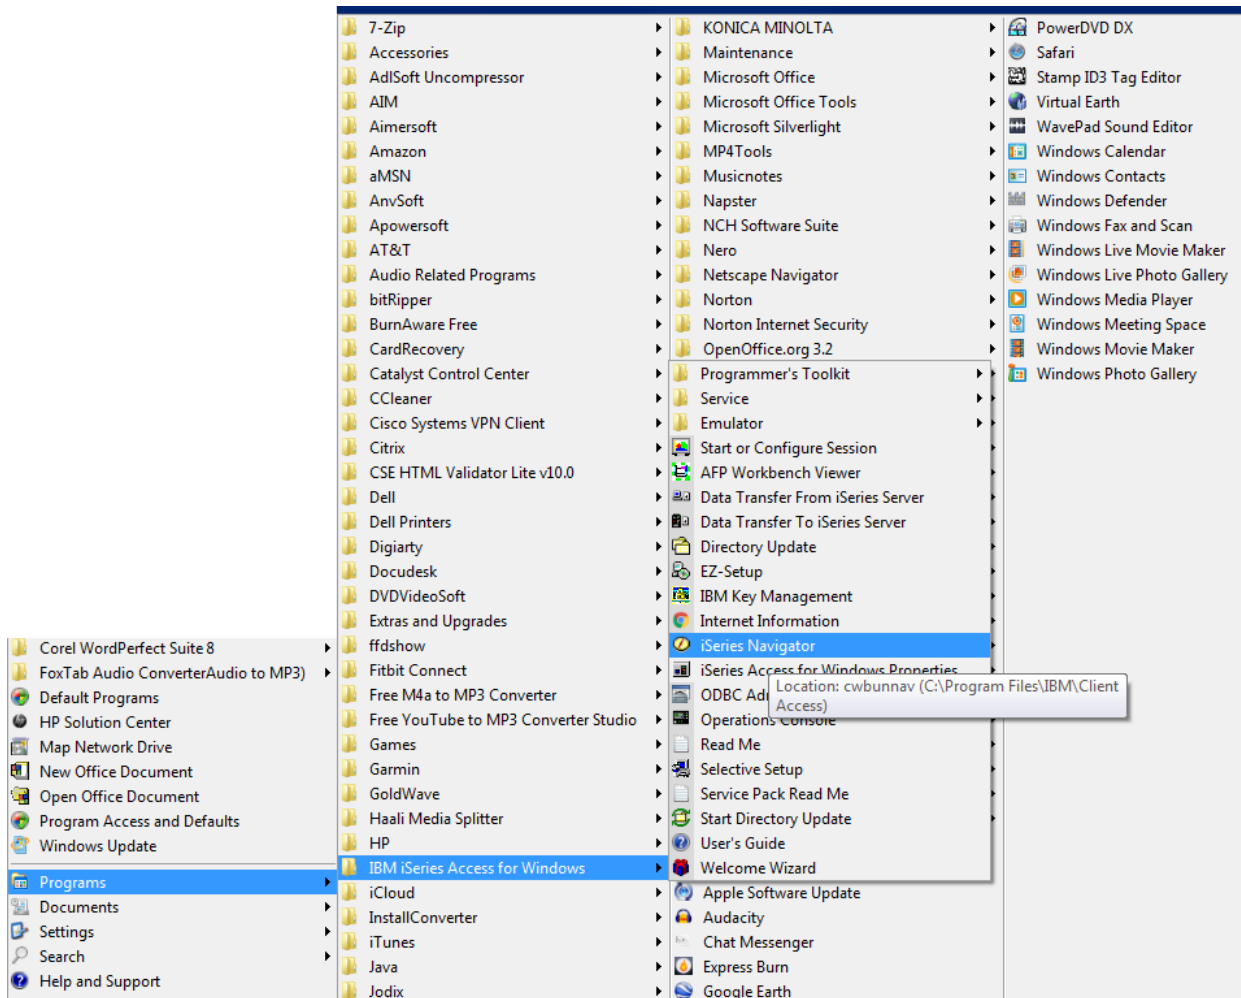 Corel WordPerfect Suite 8
FoxTab Audio ConverterAudio to MP3)
Default Programs
HP Solution Center
Map Network Drive
New Office Document
Open Office Document
Program Access and Defaults
Windows Update
Programs
Documents
Settings
Search
Help and Support
7-Zip
Accessories
AdlSoft Uncompressor
AIM
Aimersoft
Amazon
aMSN
AnvSoft
Apowersoft
AT&T
Audio Related Programs
bitRipper
BurnAware Free
CardRecovery
Catalyst Control Center
CCleaner
Cisco Systems VPN Client
Citrix
CSE HTML Validator Lite v10.0
Dell
Dell Printers
Digiarty
Docudesk
DVDVideoSoft
Extras and Upgrades
ffdshow
Fitbit Connect
Free M4a to MP3 Converter
Free YouTube to MP3 Converter Studio
Games
Garmin
GoldWave
Haali Media Splitter
HP
IBM iSeries Access for Windows
iCloud
InstallConverter
iTunes
Java
Jodix
KONICA MINOLTA
Maintenance
Microsoft Office
Microsoft Office Tools
Microsoft Silverlight
MP4Tools
Musicnotes
Napster
NCH Software Suite
Nero
Netscape Navigator
Norton
Norton Internet Security
OpenOffice.org 3.2
Programmer's Toolkit
Service
Emulator
Start or Configure Session
AFP Workbench Viewer
Data Transfer From iSeries Server
Data Transfer To iSeries Server
Directory Update
EZ-Setup
IBM Key Management
Internet Information
iSeries Navigator
iSeries Access for Windows Properties
Location: cwbunnav (C:\Program Files\IBM\Client
Access)
ODBC
Operations Console
Read Me
Selective Setup
Service Pack Read Me
Start Directory Update
User's Guide
Welcome Wizard
Apple Software Update
Audacity
Chat Messenger
Express Burn
Google Earth
PowerDVD DX
Safari
Stamp ID3 Tag Editor
Virtual Earth
WavePad Sound Editor
Windows Calendar
Windows Contacts
Windows Defender
Windows Fax and Scan
Windows Live Movie Maker
Windows Live Photo Gallery
Windows Media Player
Windows Meeting Space
Windows Movie Maker
Windows Photo Gallery